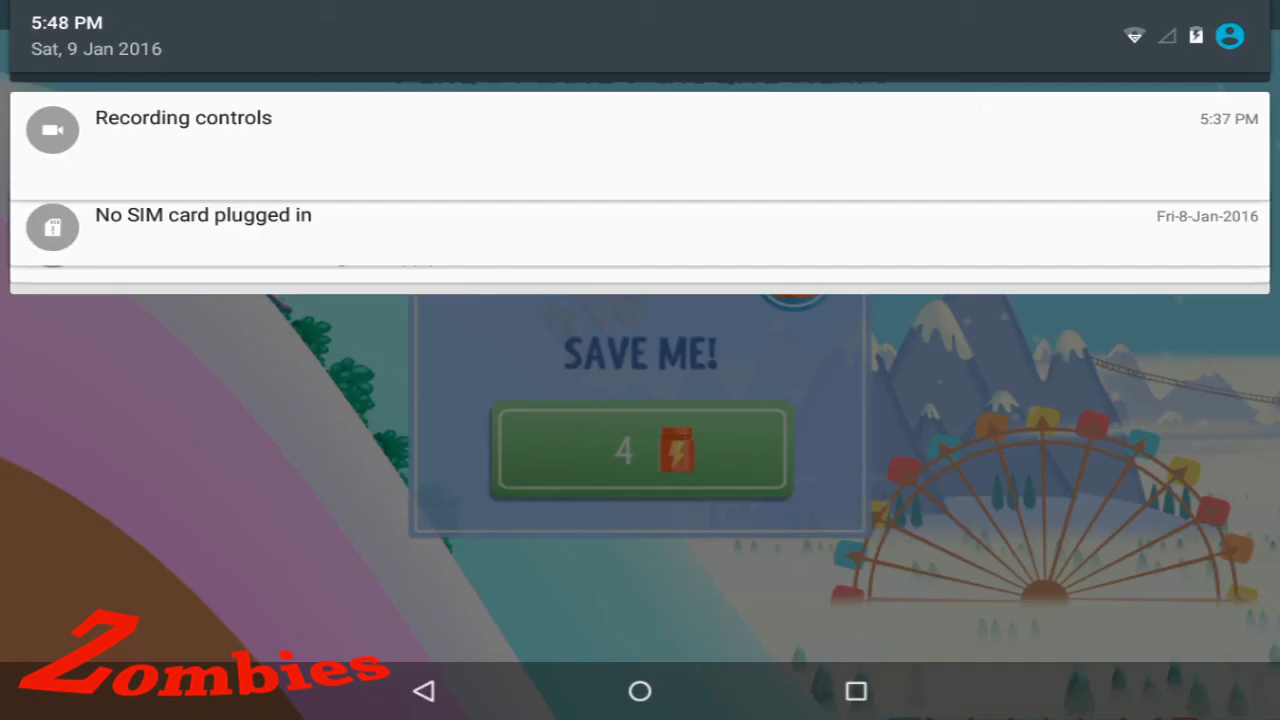 5:48 PM
Sat, 9 Jan 2016
Recording controls
5:37 PM
No SIM card plugged in
Fri-8-Jan-2016
SAVE ME!
4
Zombies